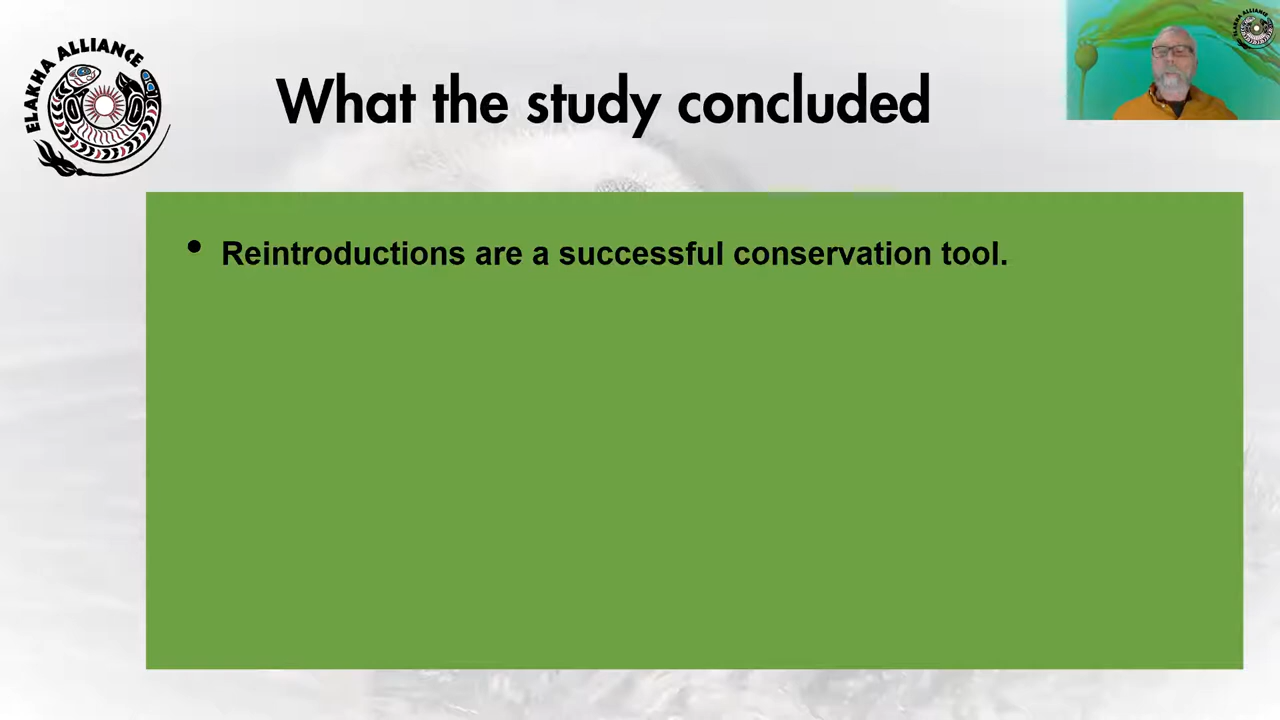 ELAKHA ALLIANCE
What the study concluded
• Reintroductions are a successful conservation tool.